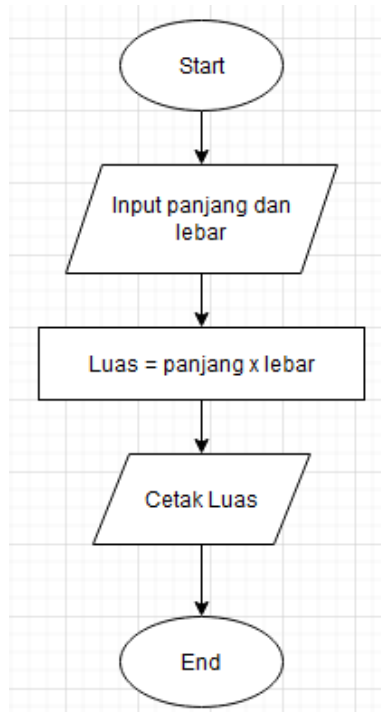 Start
Input panjang dan
lebar
Luas = panjang x lebar
Cetak Luas
End